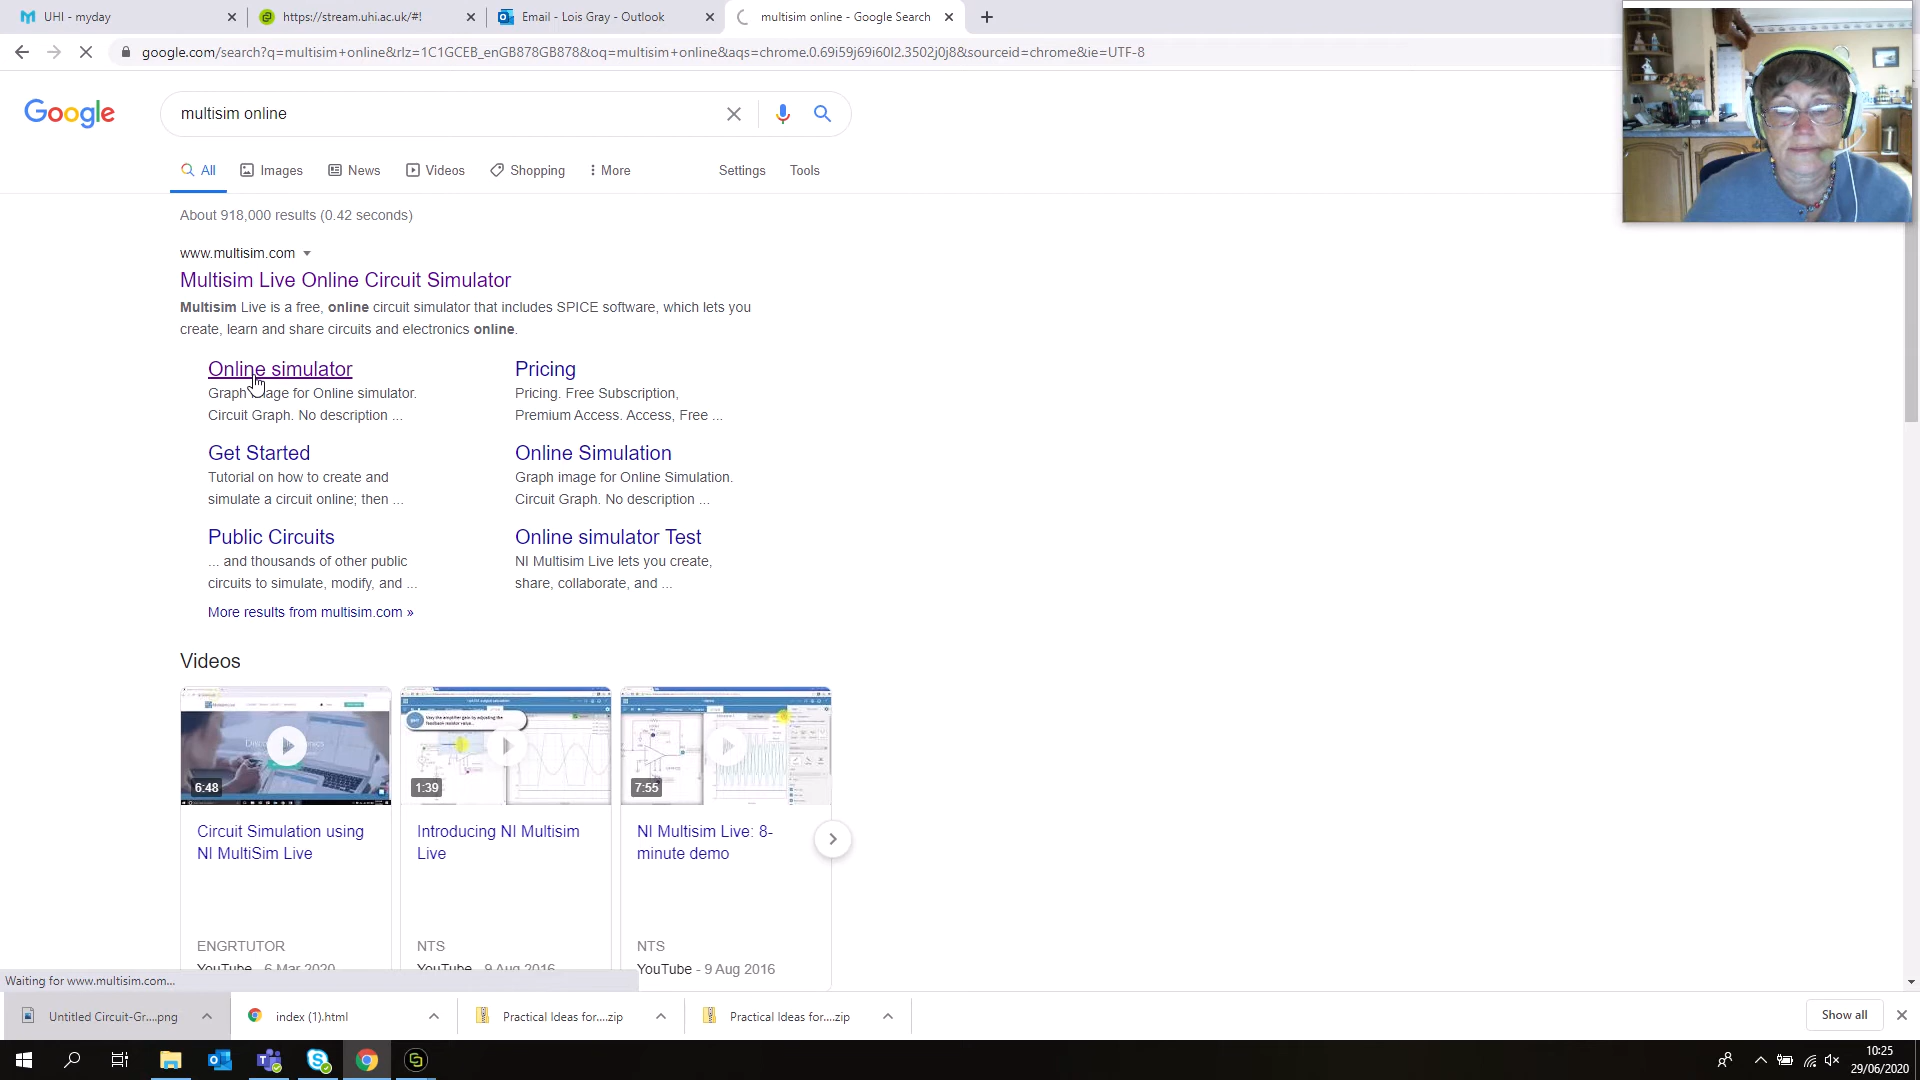 UHI - myday
https://stream.uhi.ac.uk/#!
Email - Lois Gray - Outlook
multisim online - Google Search
google.com/search?q=multisim+online&rlz=1C1GCEB_enGB878GB878&oq=multisim+online&aqs=chrome.0.69i59j69i60l2.3502j0j8&sourceid=chrome&ie=UTF-8
Google
multisim online
All Images News Videos Shopping More Settings Tools
About 918,000 results (0.42 seconds)
www.multisim.com
Multisim Live Online Circuit Simulator
Multisim Live is a free, online circuit simulator that includes SPICE software, which lets you
create, learn and share circuits and electronics online.
Online simulator
Graph image for Online simulator.
Circuit Graph. No description ...
Pricing
Pricing. Free Subscription,
Premium Access. Access, Free ...
Get Started
Tutorial on how to create and
simulate a circuit online; then ...
Online Simulation
Graph image for Online Simulation.
Circuit Graph. No description ...
Public Circuits
... and thousands of other public
circuits to simulate, modify, and ...
Online simulator Test
NI Multisim Live lets you create,
share, collaborate, and ...
More results from multisim.com »
Videos
6:48
1:39
7:55
Circuit Simulation using
NI MultiSim Live
ENGRTUTOR
YouTube - 6 Mar 2020
Introducing NI Multisim
Live
NTS
YouTube - 9 Aug 2016
NI Multisim Live: 8-
minute demo
NTS
YouTube - 9 Aug 2016
Waiting for www.multisim.com...
Untitled Circuit-Gr....png
index (1).html
Practical Ideas for....zip
Practical Ideas for....zip
Show all
10:25
29/06/2020